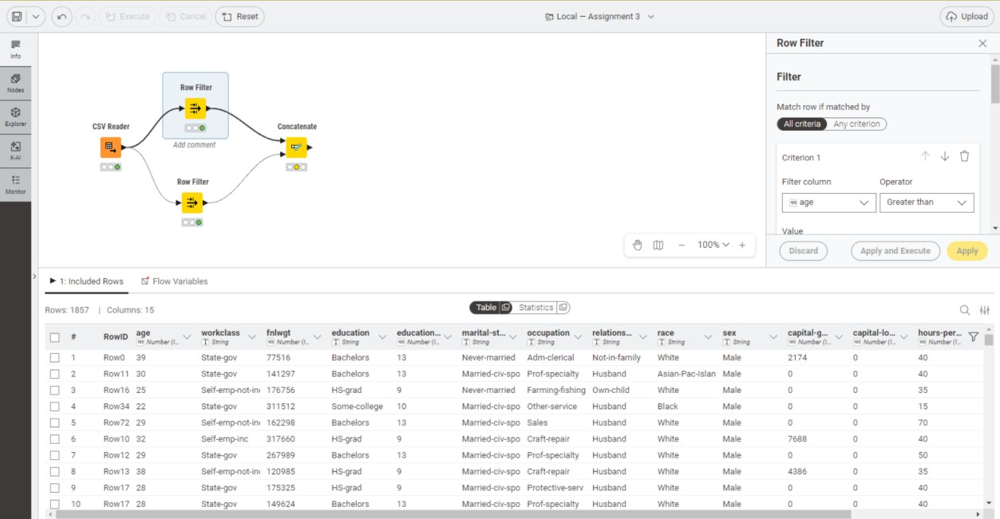 Execute Cancel Reset Local — Assignment 3 Upload
Info
Nodes
Explorer
K-AI
Monitor
Row Filter
CSV Reader
Concatenate
Add comment
Row Filter
100%
Row Filter
Filter
Match row if matched by
All criteria Any criterion
Criterion 1
Filter column Operator
age Greater than
Value
Discard Apply and Execute Apply
1: Included Rows Flow Variables
Rows: 1857 | Columns: 15 Table Statistics
# RowID age workclass fnlwgt education education... marital-st... occupation relations... race sex capital-g... capital-lo... hours-per...
Number (I... String Number (I... String Number (I... String String String String String Number (I... Number (I... Number (I...
1 Row0 39 State-gov 77516 Bachelors 13 Never-married Adm-clerical Not-in-family White Male 2174 0 40
2 Row11 30 State-gov 141297 Bachelors 13 Married-civ-spo Prof-specialty Husband Asian-Pac-Islan Male 0 0 40
3 Row16 25 Self-emp-not-in 176756 HS-grad 9 Never-married Farming-fishing Own-child White Male 0 0 35
4 Row34 22 State-gov 311512 Some-college 10 Married-civ-spo Other-service Husband Black Male 0 0 15
5 Row72 29 Self-emp-not-in 162298 Bachelors 13 Married-civ-spo Sales Husband White Male 0 0 70
6 Row10 32 Self-emp-inc 317660 HS-grad 9 Married-civ-spo Craft-repair Husband White Male 7688 0 40
7 Row12 29 State-gov 267989 Bachelors 13 Married-civ-spo Prof-specialty Husband White Male 0 0 50
8 Row13 38 Self-emp-not-in 120985 HS-grad 9 Married-civ-spo Craft-repair Husband White Male 4386 0 35
9 Row17 28 State-gov 175325 HS-grad 9 Married-civ-spo Protective-serv Husband White Male 0 0 40
10 Row17 28 State-gov 149624 Bachelors 13 Married-civ-spo Prof-specialty Husband White Male 0 0 40